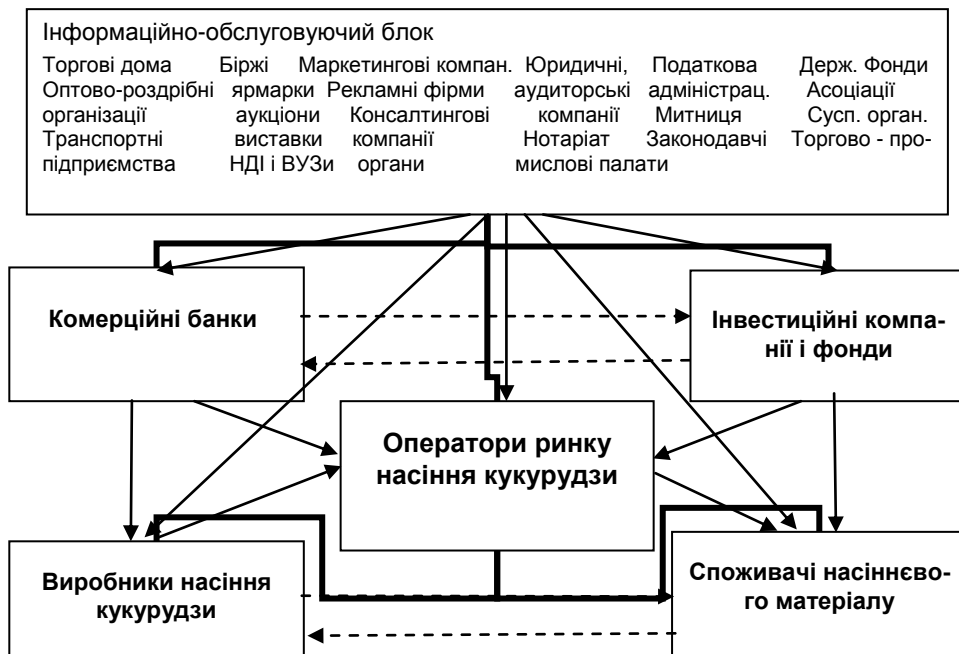 Інформаційно-обслуговуючий блок
Торгові дома Біржі Маркетингові компан. Юридичні, Податкова Держ. Фонди
Оптово-роздрібні ярмарки Рекламні фірми аудиторські адміністрац. Асоціації
організації аукціони Консалтингові компанії Митниця Сусп. орган.
Транспортні виставки компанії Нотаріат Законодавчі Торгово - про-
підприємства НДІ і ВУЗи органи мислові палати
Комерційні банки
Інвестиційні компа-
нії і фонди
Оператори ринку
насіння кукурудзи
Виробники насіння
кукурудзи
Споживачі насіннєво-
го матеріалу